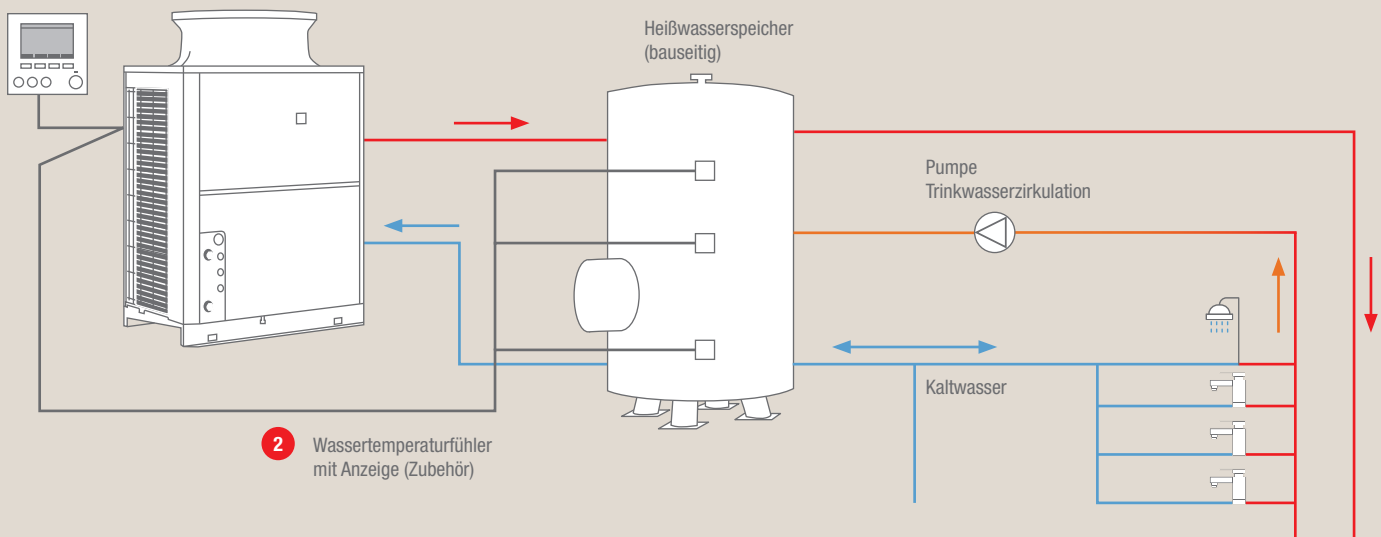 Heißwasserspeicher
(bauseitig)
Pumpe
Trinkwasserzirkulation
Kaltwasser
2
Wassertemperaturfühler
mit Anzeige (Zubehör)